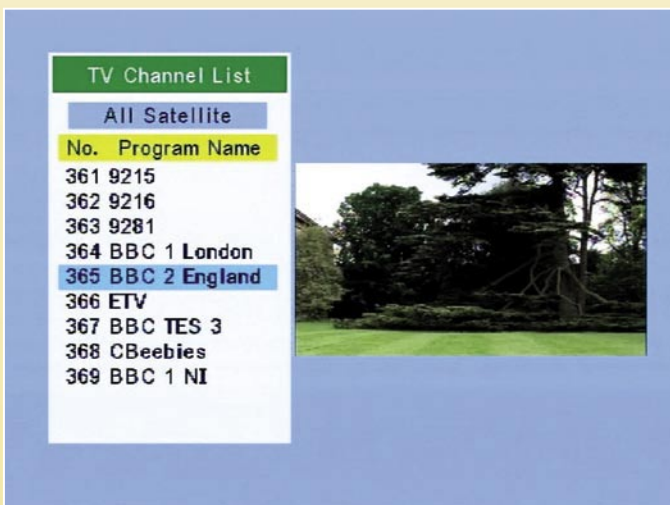 TV Channel List
All Satellite
No. Program Name
361 9215
362 9216
363 9281
364 BBC 1 London
365 BBC 2 England
366 ETV
367 BBC TES 3
368 CBeebies
369 BBC 1 NI